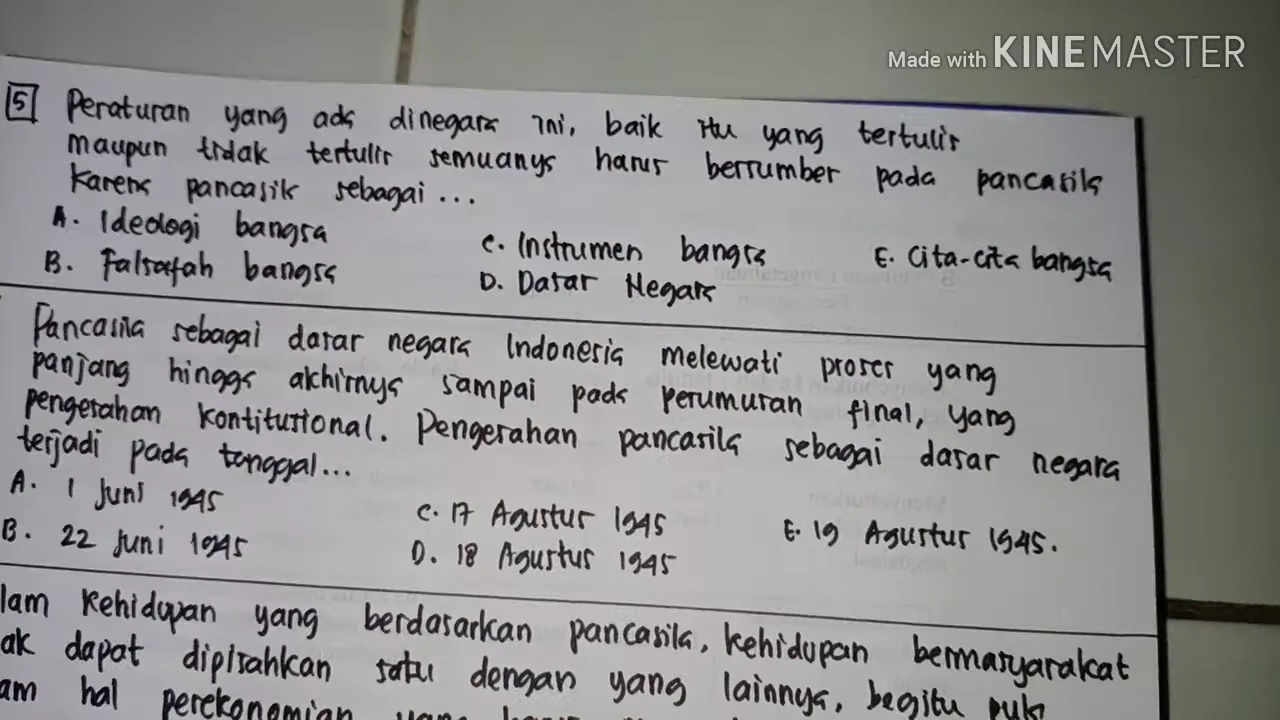 Made with KINEMASTER
5 Peraturan yang ada dinegara ini, baik itu yang tertulis
maupun tidak tertulis semuanya harus bersumber pada pancasila
karena pancasila sebagai ...
A. Ideologi bangsa
B. Falsafah bangsa
C. Instrumen bangsa
D. Dasar Negara
E. Cita-cita bangsa
Pancasila sebagai dasar negara Indonesia melewati proses yang
panjang hingga akhirnya sampai pada perumusan final, yang
pengesahan kontitusional. Pengesahan pancasila sebagai dasar negara
terjadi pada tanggal...
A. 1 Juni 1945
B. 22 Juni 1945
C. 17 Agustus 1945
D. 18 Agustus 1945
E. 19 Agustus 1945.
lam kehidupan yang berdasarkan pancasila, kehidupan bermasyarakat
ak dapat dipisahkan satu dengan yang lainnya, begitu pula
am hal perekonomian yang